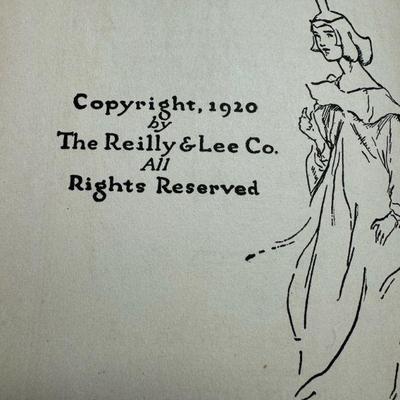 Copyright, 1920
by
The Reilly & Lee Co.
All
Rights Reserved